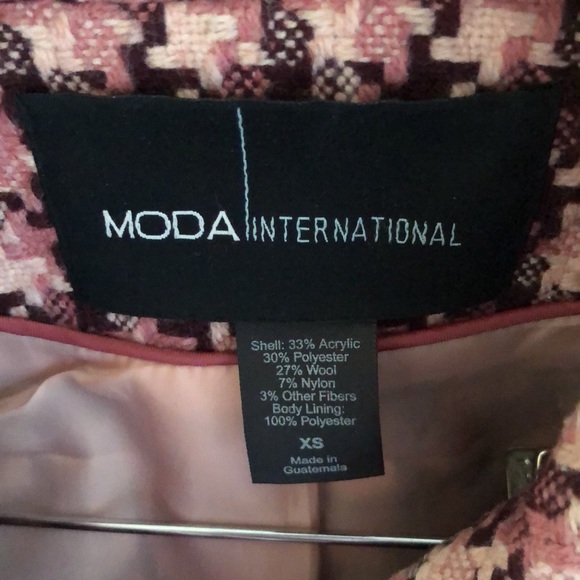 MODA INTERNATIONAL
Shell: 33% Acrylic
30% Polyester
27% Wool
7% Nylon
3% Other Fibers
Body Lining:
100% Polyester
XS
Made in
Guatemala